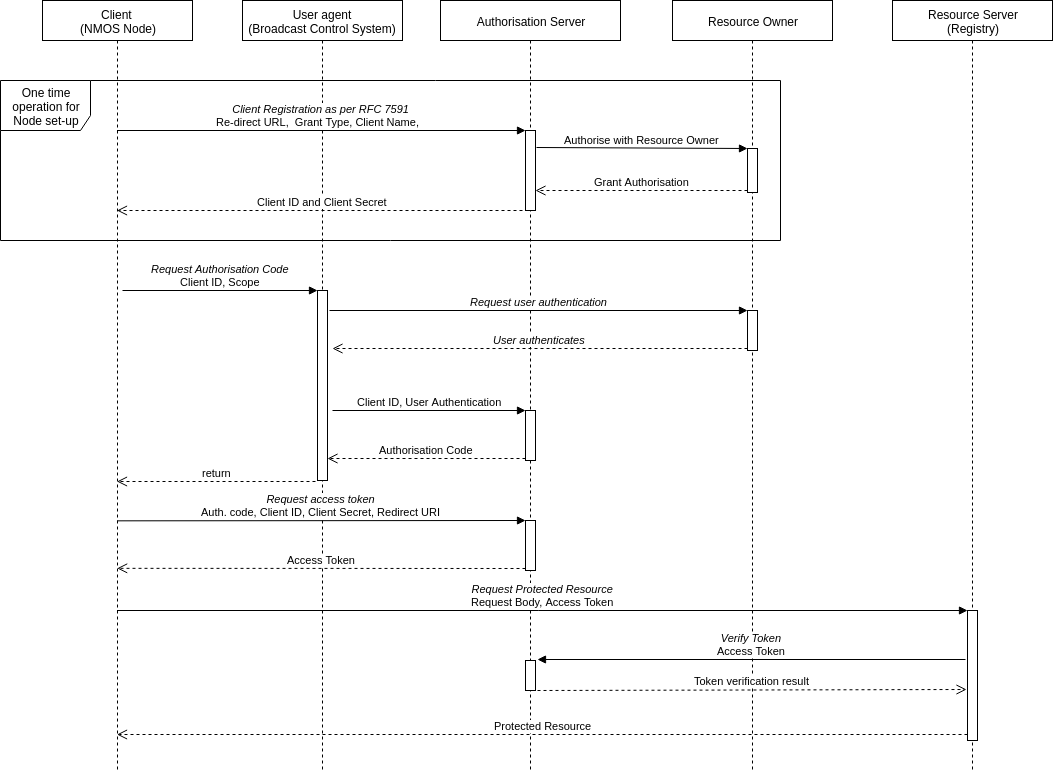 Client
(NMOS Node)
User agent
(Broadcast Control System)
Authorisation Server
Resource Owner
Resource Server
(Registry)
One time
operation for
Node set-up
Client Registration as per RFC 7591
Re-direct URL,  Grant Type, Client Name,
Authorise with Resource Owner
Grant Authorisation
Client ID and Client Secret
Request Authorisation Code
Client ID, Scope
Request user authentication
User authenticates
Client ID, User Authentication
Authorisation Code
return
Request access token
Auth. code, Client ID, Client Secret, Redirect URI
Access Token
Request Protected Resource
Request Body, Access Token
Verify Token
Access Token
Token verification result
Protected Resource